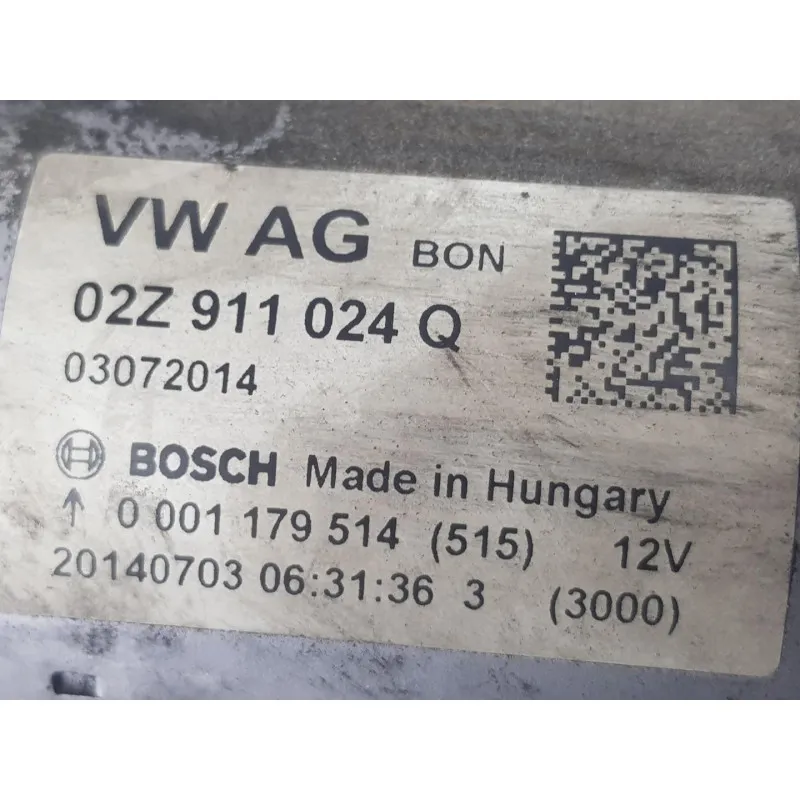 VW AG BON
02Z 911 024 Q
03072014
BOSCH Made in Hungary
0 001 179 514 (515) 12V
20140703 06:31:36 3 (3000)